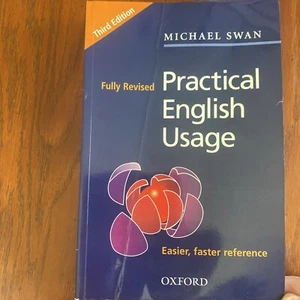 Third Edition
MICHAEL SWAN
Fully Revised
Practical
English
Usage
Easier, faster reference
OXFORD